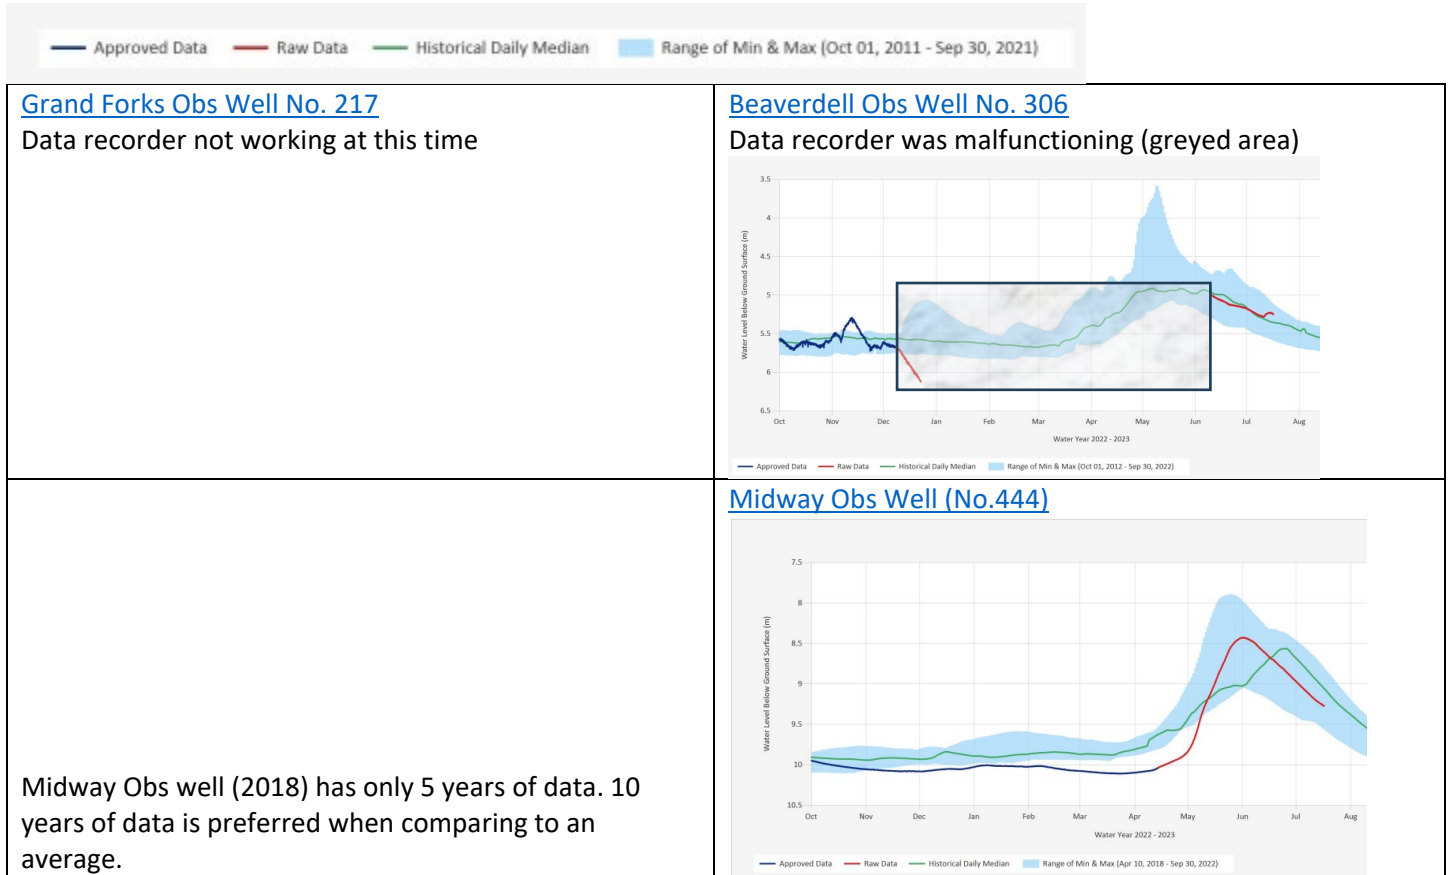 Approved Data Raw Data Historical Daily Median Range of Min & Max (Oct 01, 2011 - Sep 30, 2021)
Grand Forks Obs Well No. 217
Data recorder not working at this time
Beaverdell Obs Well No. 306
Data recorder was malfunctioning (greyed area)
3.5
4
4.5
5
5.5
6
6.5
Water Level Below Ground Surface (m)
Oct Nov Dec Jan Feb Mar Apr May Jun Jul Aug
Water Year 2022 - 2023
Approved Data Raw Data Historical Daily Median Range of Min & Max (Oct 01, 2012 - Sep 30, 2022)
Midway Obs well (2018) has only 5 years of data. 10
years of data is preferred when comparing to an
average.
Midway Obs Well (No.444)
7.5
8
8.5
9
9.5
10
10.5
Water Level Below Ground Surface (m)
Oct Nov Dec Jan Feb Mar Apr May Jun Jul Aug
Water Year 2022 - 2023
Approved Data Raw Data Historical Daily Median Range of Min & Max (Apr 10, 2018 - Sep 30, 2022)